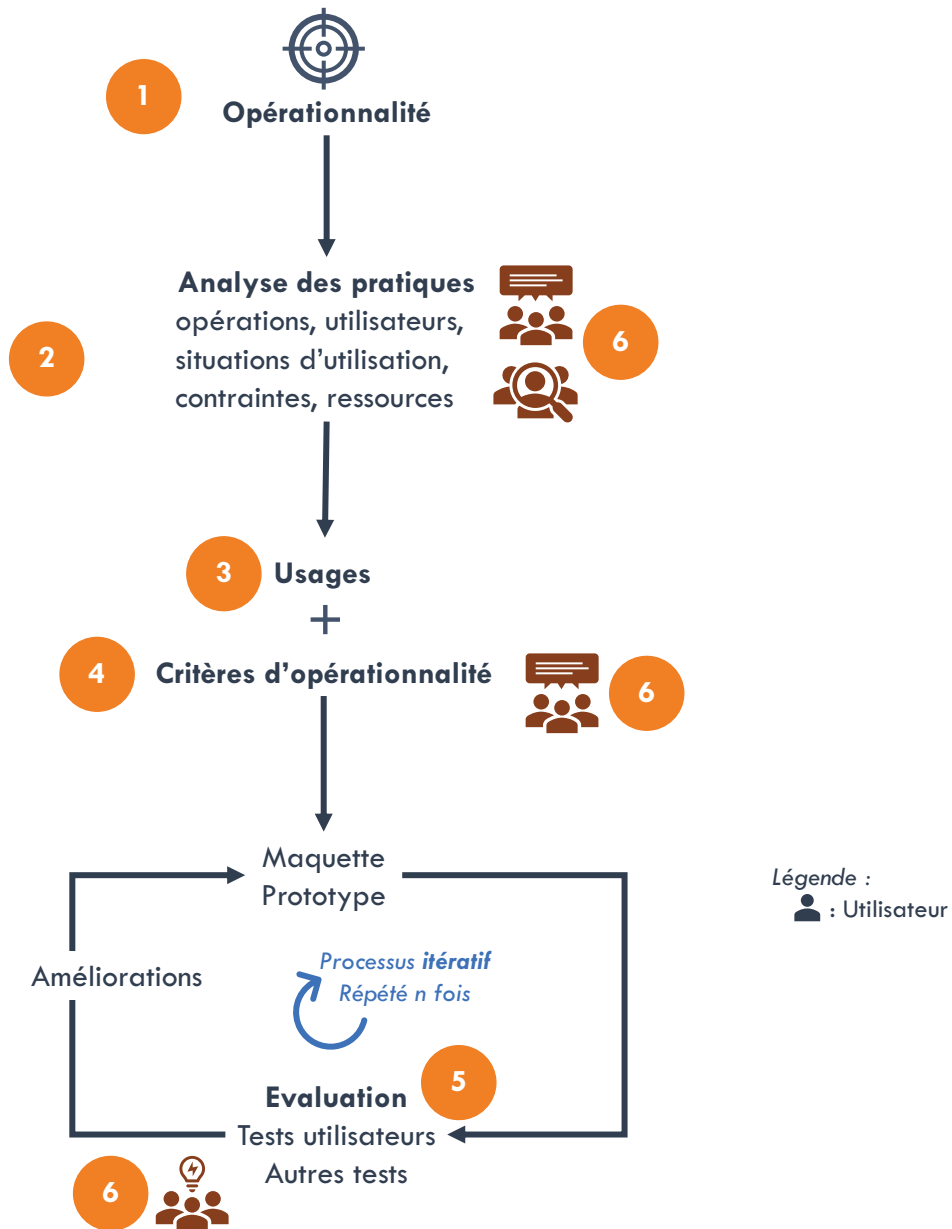 1
Opérationnalité
Analyse des pratiques
opérations, utilisateurs,
situations d'utilisation,
contraintes, ressources
2
6
3
Usages
+
4
Critères d'opérationnalité
6
Maquette
Prototype
Légende :
: Utilisateur
Améliorations
Processus itératif
Répété n fois
5
Evaluation
Tests utilisateurs
Autres tests
6